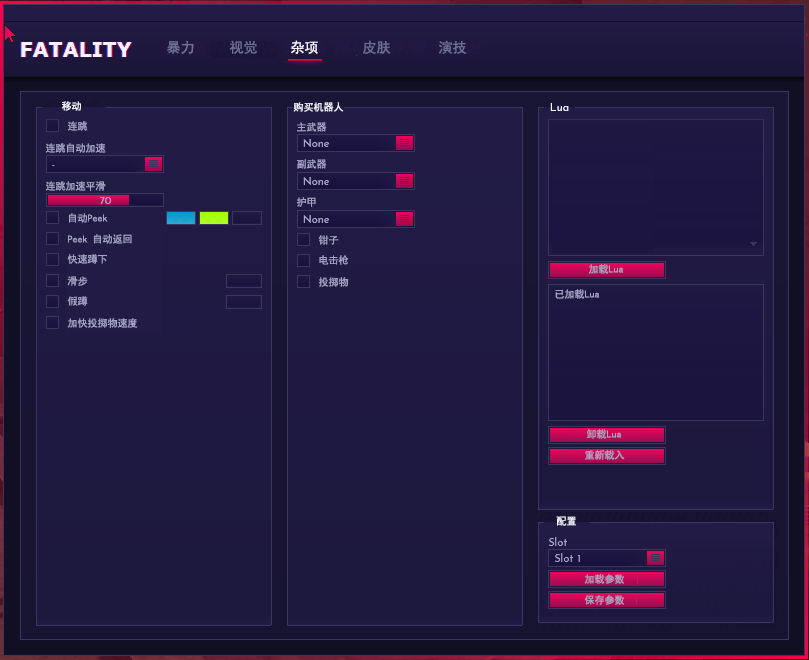 FATALITY 暴力 视觉 杂项 皮肤 演技
移动
连跳
连跳自动加速
-
连跳加速平滑
70
自动Peek
Peek 自动返回
快速蹲下
滑步
假蹲
加快投掷物速度
购买机器人
主武器
None
副武器
None
护甲
None
钳子
电击枪
投掷物
Lua
加载Lua
已加载Lua
卸载Lua
重新载入
配置
Slot
Slot 1
加载参数
保存参数